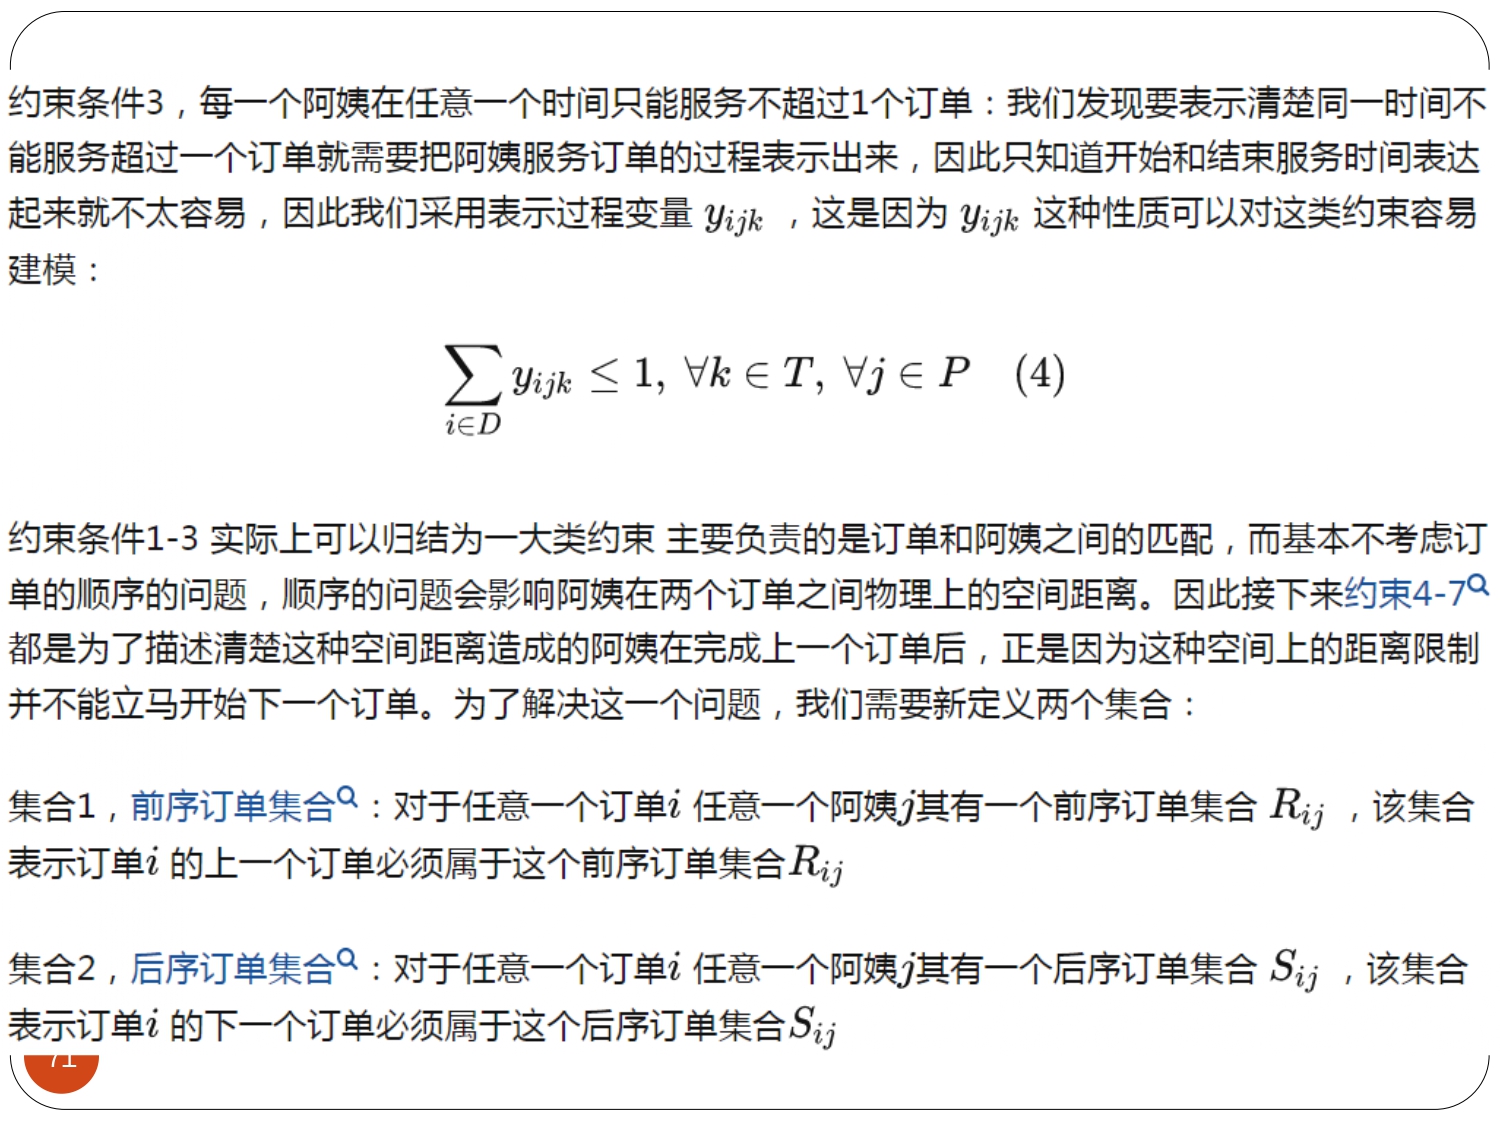 约束条件3，每一个阿姨在任意一个时间只能服务不超过1个订单：我们发现要表示清楚同一时间不
能服务超过一个订单就需要把阿姨服务订单的过程表示出来，因此只知道开始和结束服务时间表达
起来就不太容易，因此我们采用表示过程变量 y_{ijk} ，这是因为 y_{ijk} 这种性质可以对这类约束容易
建模：
\sum_{i∈D} y_{ijk} ≤ 1, ∀k ∈ T, ∀j ∈ P (4)
约束条件1-3 实际上可以归结为一大类约束 主要负责的是订单和阿姨之间的匹配，而基本不考虑订
单的顺序的问题，顺序的问题会影响阿姨在两个订单之间物理上的空间距离。因此接下来约束4-7
都是为了描述清楚这种空间距离造成的阿姨在完成上一个订单后，正是因为这种空间上的距离限制
并不能立马开始下一个订单。为了解决这一个问题，我们需要新定义两个集合：
集合1，前序订单集合：对于任意一个订单i 任意一个阿姨j其有一个前序订单集合 R_{ij} ，该集合
表示订单i 的上一个订单必须属于这个前序订单集合R_{ij}
集合2，后序订单集合：对于任意一个订单i 任意一个阿姨j其有一个后序订单集合 S_{ij} ，该集合
表示订单i 的下一个订单必须属于这个后序订单集合S_{ij}
71